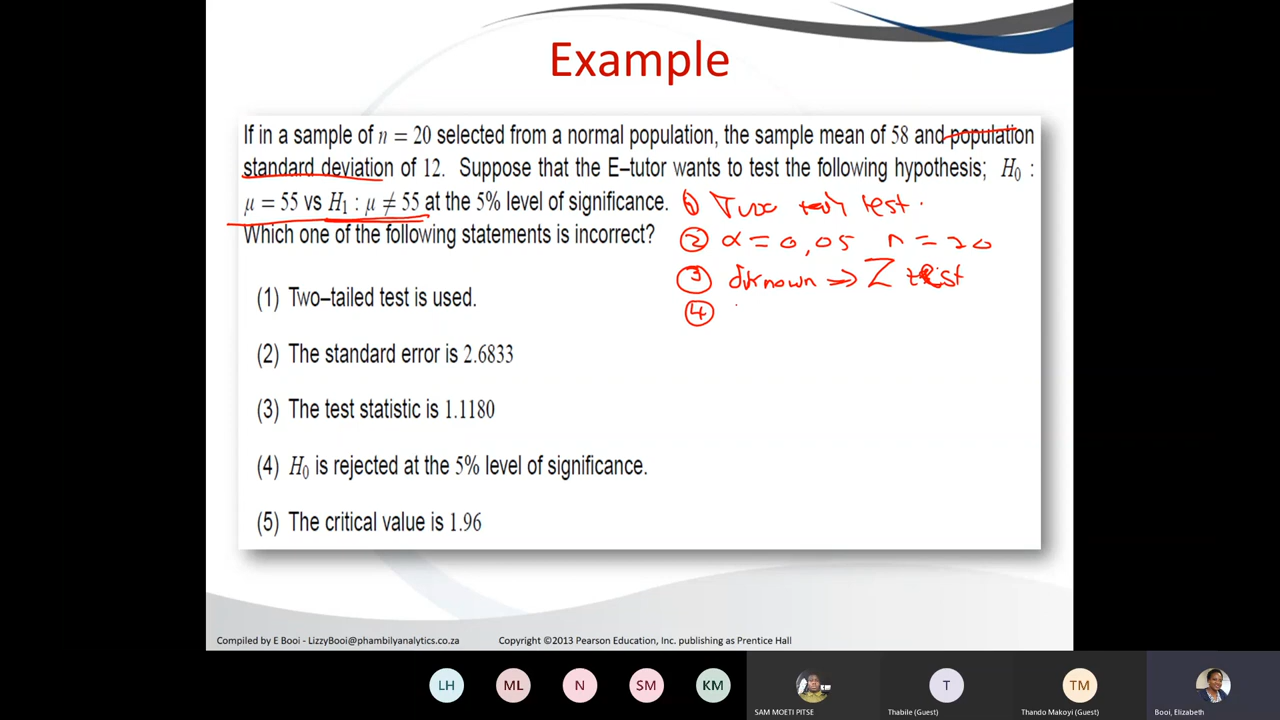 Example
If in a sample of n = 20 selected from a normal population, the sample mean of 58 and population
standard deviation of 12. Suppose that the E–tutor wants to test the following hypothesis; H₀ :
μ = 55 vs H₁ : μ ≠ 55 at the 5% level of significance.
Which one of the following statements is incorrect?
(1) Two–tailed test is used.
(2) The standard error is 2.6833
(3) The test statistic is 1.1180
(4) H₀ is rejected at the 5% level of significance.
(5) The critical value is 1.96
① Two test.
② α = 0,05 n = 20
③ known ⇒ Z test
④
Compiled by E Booi - LizzyBooi@phambilyanalytics.co.za
Copyright ©2013 Pearson Education, Inc. publishing as Prentice Hall
LH
ML
N
SM
KM
SAM MOETI PITSE
T
Thabile (Guest)
TM
Thando Makoyi (Guest)
Booi, Elizabeth